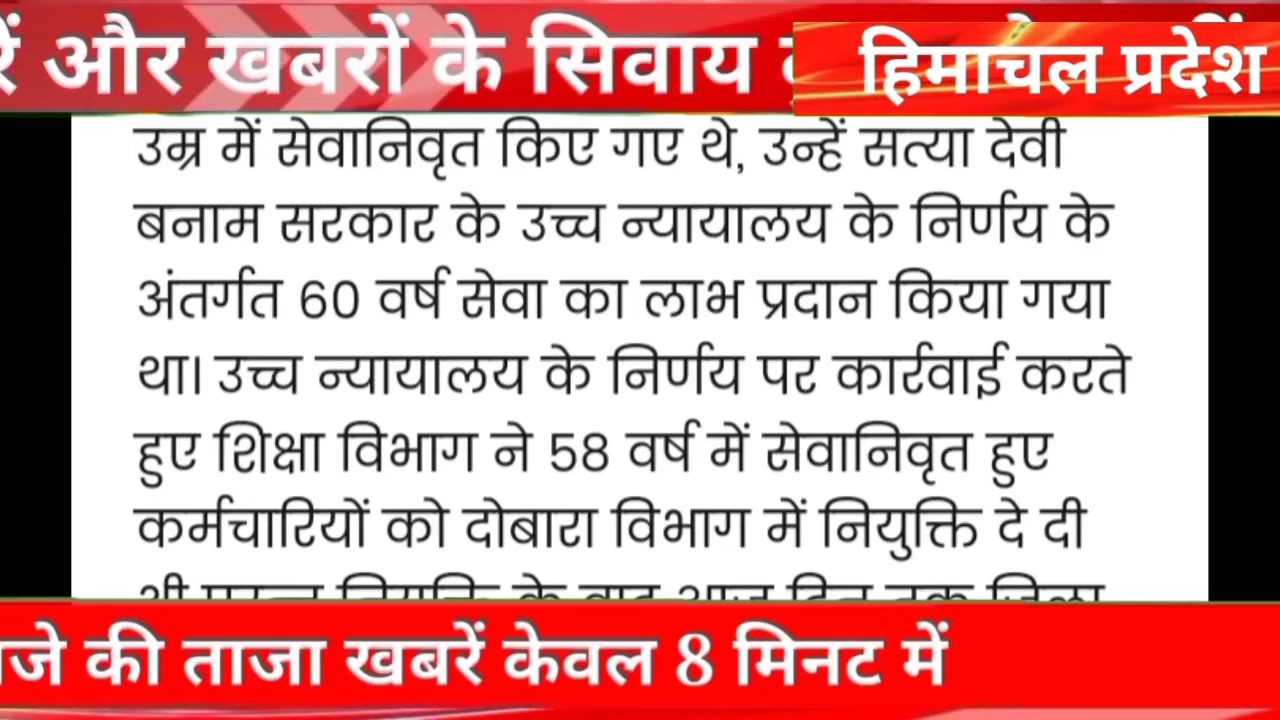 और खबरों के सिवाय
हिमाचल प्रदेश
उम्र में सेवानिवृत किए गए थे, उन्हें सत्या देवी
बनाम सरकार के उच्च न्यायालय के निर्णय के
अंतर्गत 60 वर्ष सेवा का लाभ प्रदान किया गया
था। उच्च न्यायालय के निर्णय पर कार्रवाई करते
हुए शिक्षा विभाग ने 58 वर्ष में सेवानिवृत हुए
कर्मचारियों को दोबारा विभाग में नियुक्ति दे दी
की ताजा खबरें केवल 8 मिनट में